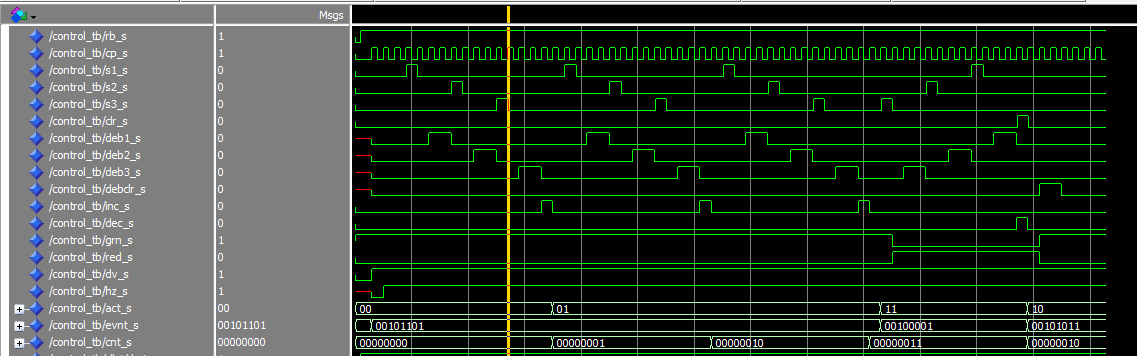 Msgs
/control_tb/rb_s 1
/control_tb/cp_s 1
/control_tb/s1_s 0
/control_tb/s2_s 0
/control_tb/s3_s 0
/control_tb/clr_s 0
/control_tb/deb1_s 0
/control_tb/deb2_s 0
/control_tb/deb3_s 0
/control_tb/debclr_s 0
/control_tb/inc_s 0
/control_tb/dec_s 0
/control_tb/grn_s 1
/control_tb/red_s 0
/control_tb/dv_s 1
/control_tb/hz_s 1
/control_tb/act_s 00 00 01 11 10
/control_tb/evnt_s 00101101 00101101 00100001 00101011
/control_tb/cnt_s 00000000 00000000 00000001 00000010 00000011 00000010